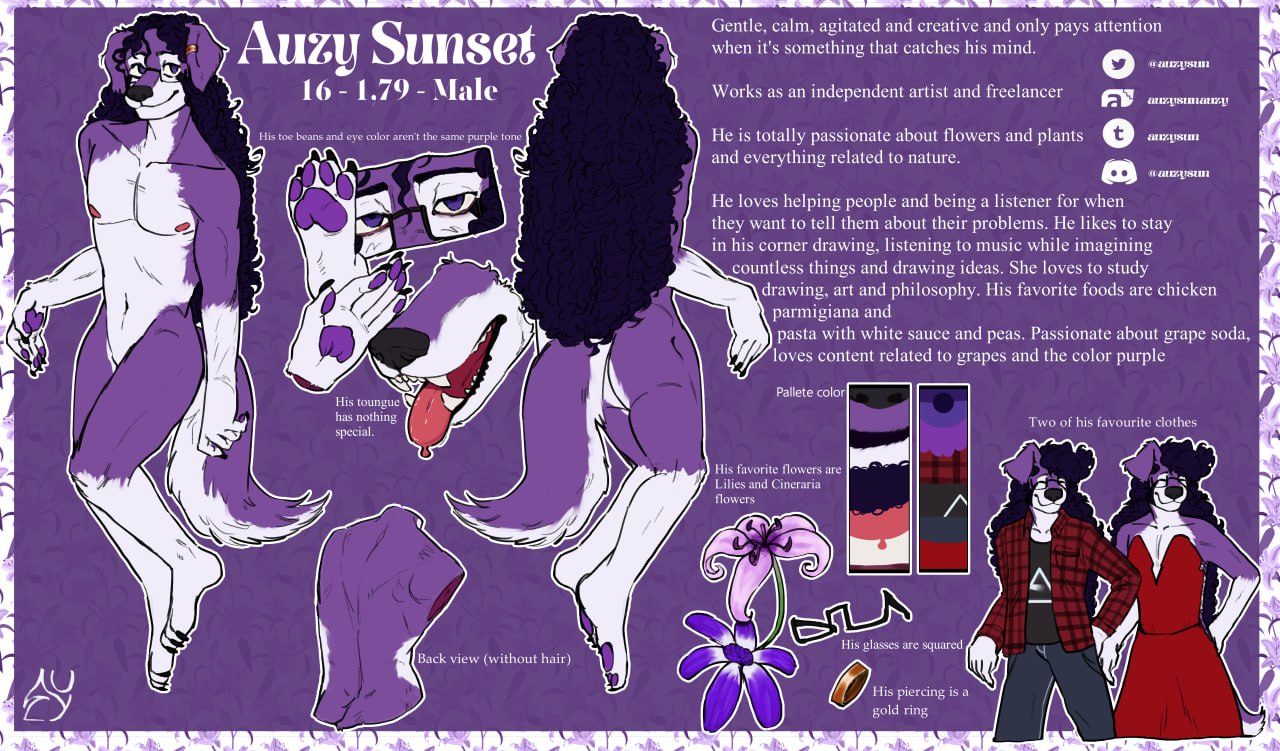 Auzy Sunset
16 - 1.79 - Male
His toe beans and eye color aren't the same purple tone
Gentle, calm, agitated and creative and only pays attention
when it's something that catches his mind.
Works as an independent artist and freelancer
He is totally passionate about flowers and plants
and everything related to nature.
He loves helping people and being a listener for when
they want to tell them about their problems. He likes to stay
in his corner drawing, listening to music while imagining
countless things and drawing ideas. She loves to study
drawing, art and philosophy. His favorite foods are chicken
parmigiana and
pasta with white sauce and peas. Passionate about grape soda,
loves content related to grapes and the color purple
@auzysun
auzysunauzy
auzysun
@auzysun
His toungue
has nothing
special.
Pallete color
Two of his favourite clothes
His favorite flowers are
Lilies and Cineraria
flowers
His glasses are squared
His piercing is a
gold ring
Back view (without hair)
AUZY